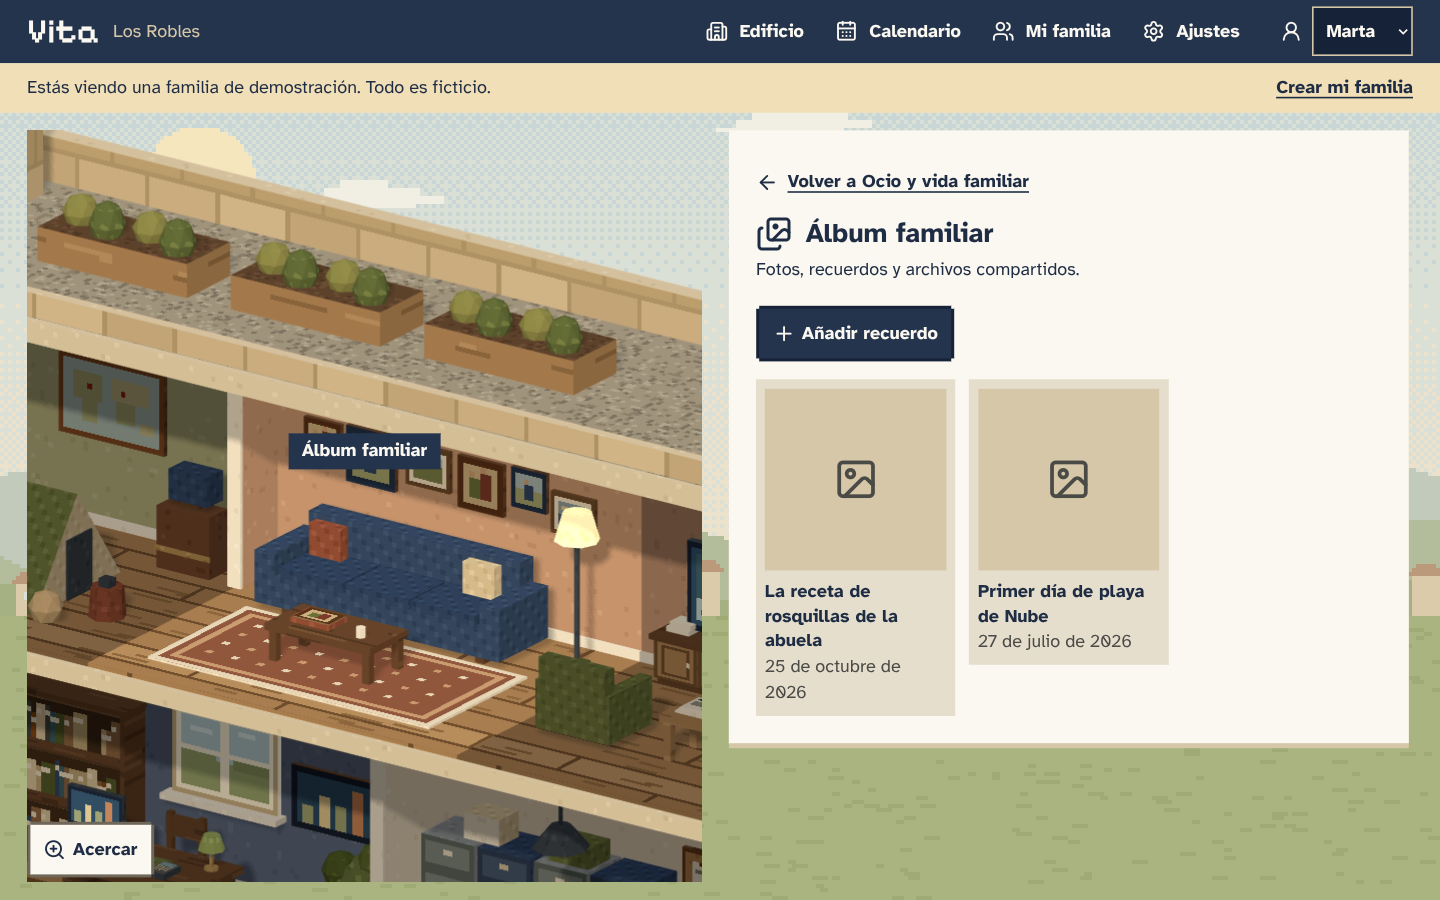 Vita Los Robles Edificio Calendario Mi familia Ajustes Marta
Estás viendo una familia de demostración. Todo es ficticio. Crear mi familia
Volver a Ocio y vida familiar
Álbum familiar
Fotos, recuerdos y archivos compartidos.
Añadir recuerdo
Álbum familiar
La receta de
rosquillas de la
abuela
25 de octubre de
2026
Primer día de playa
de Nube
27 de julio de 2026
Acercar